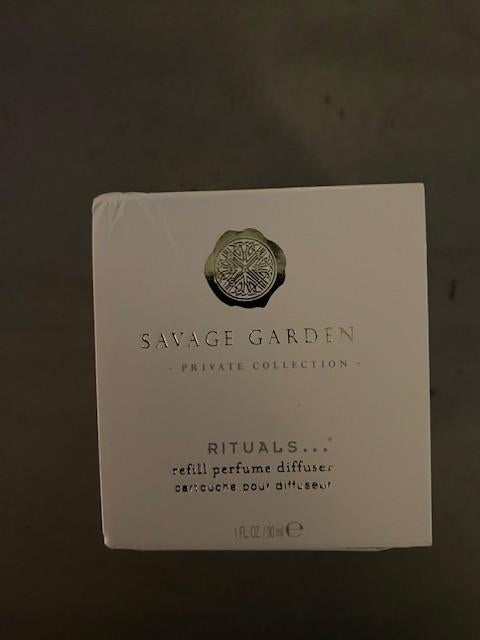 SAVAGE GARDEN
- PRIVATE COLLECTION -
RITUALS...®
refill perfume diffuser
cartouche pour diffuseur
1 FL. OZ. / 30 ml ℮